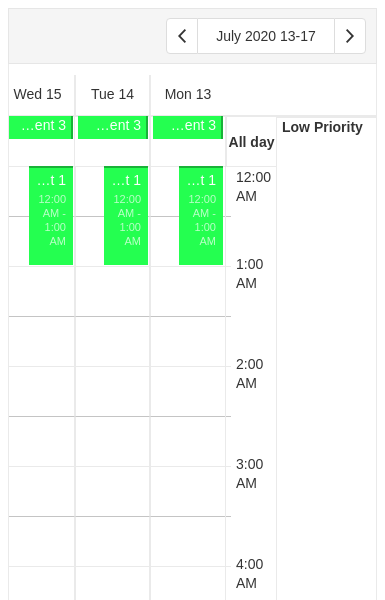 July 2020 13-17
Wed 15
Tue 14
Mon 13
…ent 3
…ent 3
…ent 3
All day
Low Priority
…t 1
12:00
AM -
1:00
AM
…t 1
12:00
AM -
1:00
AM
…t 1
12:00
AM -
1:00
AM
12:00
AM
1:00
AM
2:00
AM
3:00
AM
4:00
AM